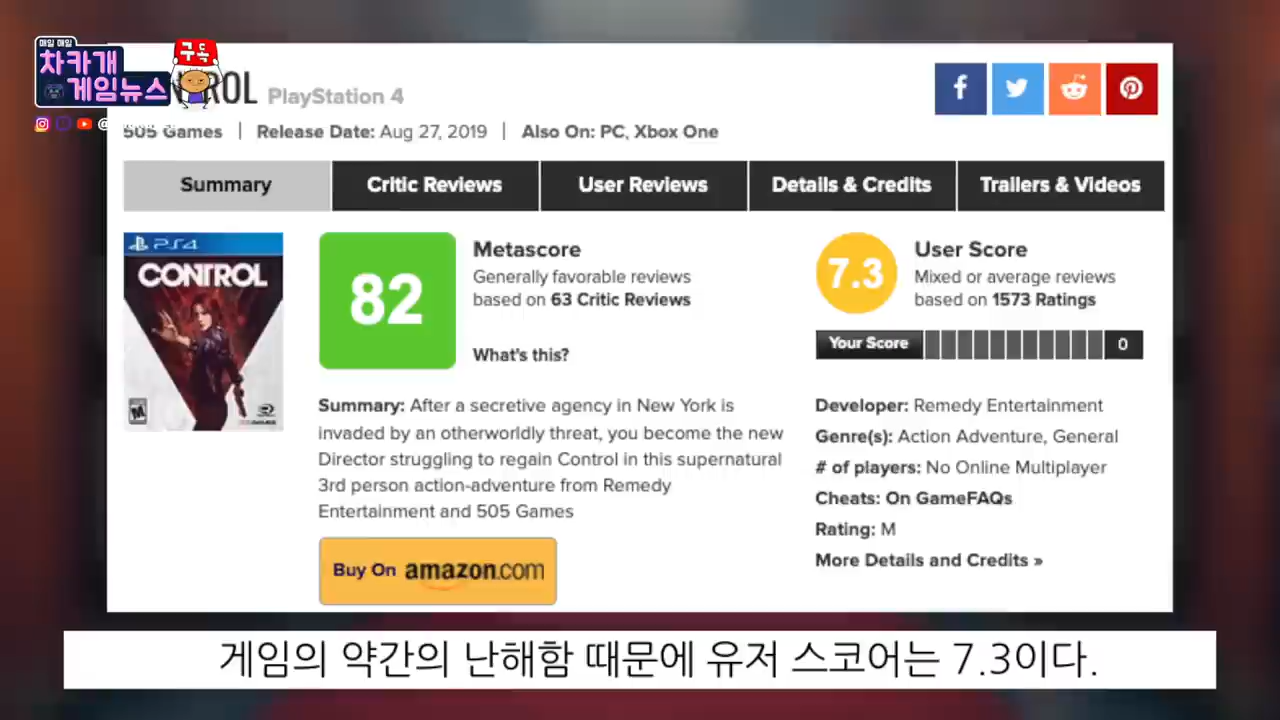 매일 매일
차카개
게임뉴스
구독
ROL PlayStation 4
505 Games | Release Date: Aug 27, 2019 | Also On: PC, Xbox One
Summary Critic Reviews User Reviews Details & Credits Trailers & Videos
PS4
CONTROL
M
82
Metascore
Generally favorable reviews
based on 63 Critic Reviews
What's this?
7.3
User Score
Mixed or average reviews
based on 1573 Ratings
Your Score 0
Summary: After a secretive agency in New York is
invaded by an otherworldly threat, you become the new
Director struggling to regain Control in this supernatural
3rd person action-adventure from Remedy
Entertainment and 505 Games
Buy On amazon.com
Developer: Remedy Entertainment
Genre(s): Action Adventure, General
# of players: No Online Multiplayer
Cheats: On GameFAQs
Rating: M
More Details and Credits »
게임의 약간의 난해함 때문에 유저 스코어는 7.3이다.